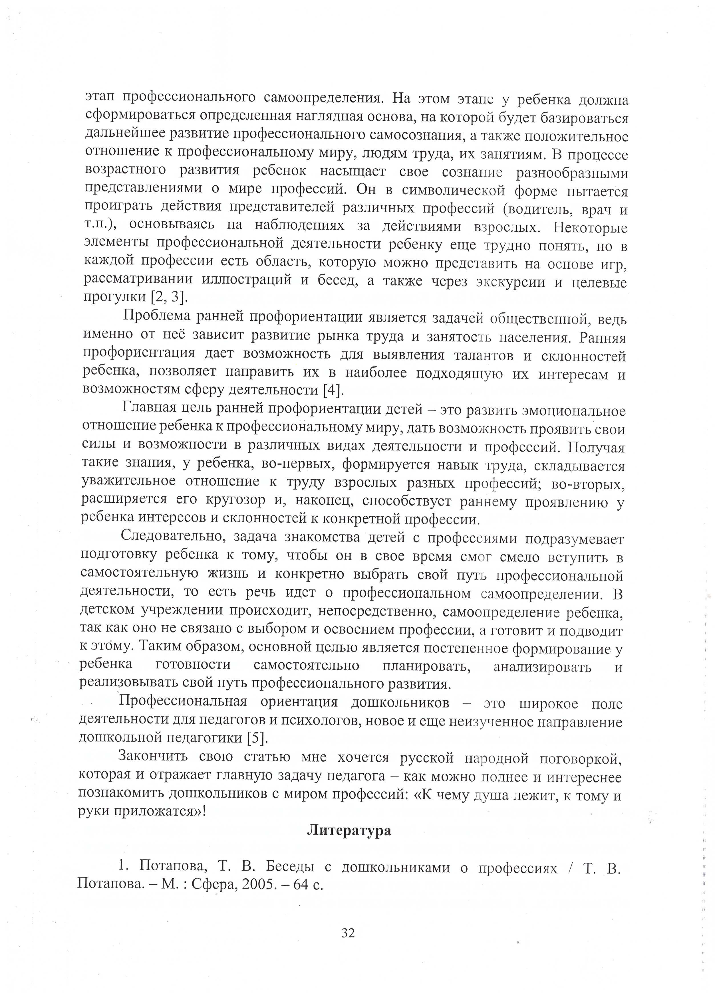 этап профессионального самоопределения. На этом этапе у ребенка должна
сформироваться определенная наглядная основа, на которой будет базироваться
дальнейшее развитие профессионального самосознания, а также положительное
отношение к профессиональному миру, людям труда, их занятиям. В процессе
возрастного развития ребенок насыщает свое сознание разнообразными
представлениями о мире профессий. Он в символической форме пытается
проиграть действия представителей различных профессий (водитель, врач и
т.п.), основываясь на наблюдениях за действиями взрослых. Некоторые
элементы профессиональной деятельности ребенку еще трудно понять, но в
каждой профессии есть область, которую можно представить на основе игр,
рассматривании иллюстраций и бесед, а также через экскурсии и целевые
прогулки [2, 3].
Проблема ранней профориентации является задачей общественной, ведь
именно от неё зависит развитие рынка труда и занятость населения. Ранняя
профориентация дает возможность для выявления талантов и склонностей
ребенка, позволяет направить их в наиболее подходящую их интересам и
возможностям сферу деятельности [4].
Главная цель ранней профориентации детей – это развить эмоциональное
отношение ребенка к профессиональному миру, дать возможность проявить свои
силы и возможности в различных видах деятельности и профессий. Получая
такие знания, у ребенка, во-первых, формируется навык труда, складывается
уважительное отношение к труду взрослых разных профессий; во-вторых,
расширяется его кругозор и, наконец, способствует раннему проявлению у
ребенка интересов и склонностей к конкретной профессии.
Следовательно, задача знакомства детей с профессиями подразумевает
подготовку ребенка к тому, чтобы он в свое время смог смело вступить в
самостоятельную жизнь и конкретно выбрать свой путь профессиональной
деятельности, то есть речь идет о профессиональном самоопределении. В
детском учреждении происходит, непосредственно, самоопределение ребенка,
так как оно не связано с выбором и освоением профессии, а готовит и подводит
к этому. Таким образом, основной целью является постепенное формирование у
ребенка готовности самостоятельно планировать, анализировать и
реализовывать свой путь профессионального развития.
Профессиональная ориентация дошкольников – это широкое поле
деятельности для педагогов и психологов, новое и еще неизученное направление
дошкольной педагогики [5].
Закончить свою статью мне хочется русской народной поговоркой,
которая и отражает главную задачу педагога – как можно полнее и интереснее
познакомить дошкольников с миром профессий: «К чему душа лежит, к тому и
руки приложатся»!
Литература
1. Потапова, Т. В. Беседы с дошкольниками о профессиях / Т. В.
Потапова. – М. : Сфера, 2005. – 64 с.
32